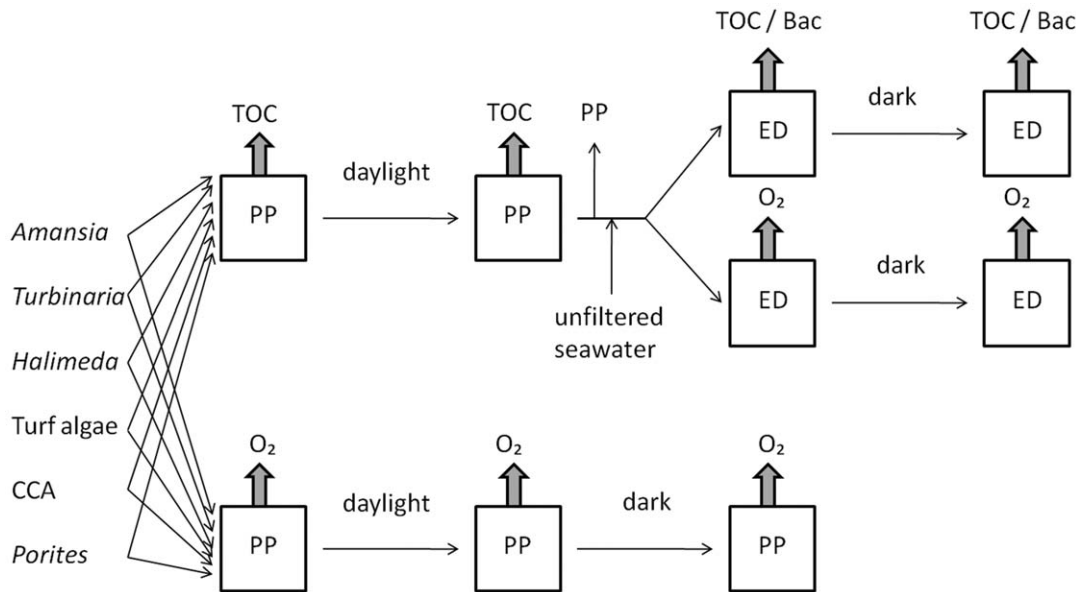 TOC / Bac
TOC / Bac
TOC
TOC
PP
ED
dark
ED
daylight
PP
PP
O₂
O₂
Amansia
Turbinaria
Halimeda
Turf algae
CCA
Porites
unfiltered
seawater
ED
dark
ED
O₂
O₂
O₂
daylight
dark
PP
PP
PP